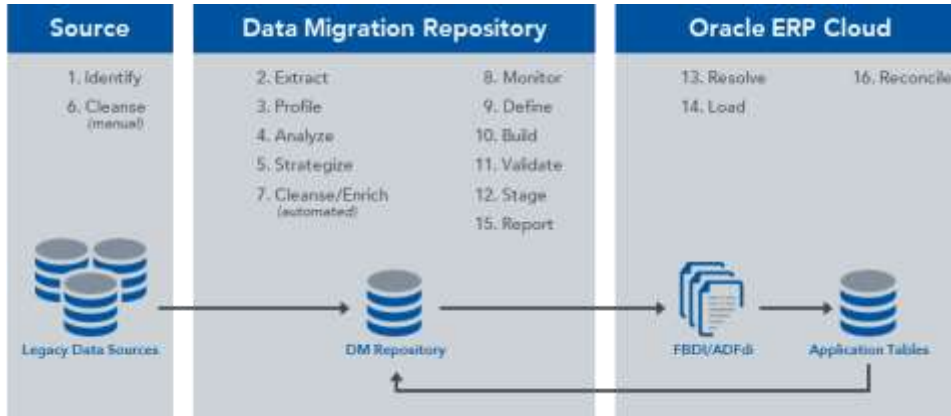 Source
1. Identify
6. Cleanse
(manual)
Legacy Data Sources
Data Migration Repository
2. Extract
3. Profile
4. Analyze
5. Strategize
7. Cleanse/Enrich
(automated)
8. Monitor
9. Define
10. Build
11. Validate
12. Stage
15. Report
DM Repository
Oracle ERP Cloud
13. Resolve
14. Load
16. Reconcile
FBDI/ADFdi
Application Tables